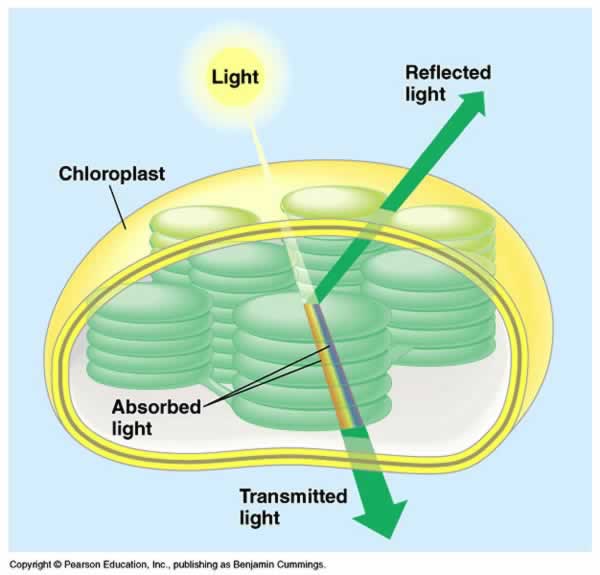 Light
Reflected
light
Chloroplast
Absorbed
light
Transmitted
light
Copyright © Pearson Education, Inc., publishing as Benjamin Cummings.